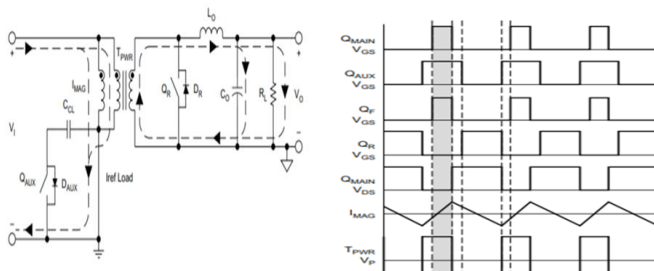 L_O
+
T_PWR
+
I_MAG
Q_R
D_R
C_O
R_L
V_O
C_CL
V_I
Q_AUX
D_AUX
Iref Load
−
−
Q_MAIN
V_GS
Q_AUX
V_GS
Q_F
V_GS
Q_R
V_GS
Q_MAIN
V_DS
I_MAG
T_PWR
V_P